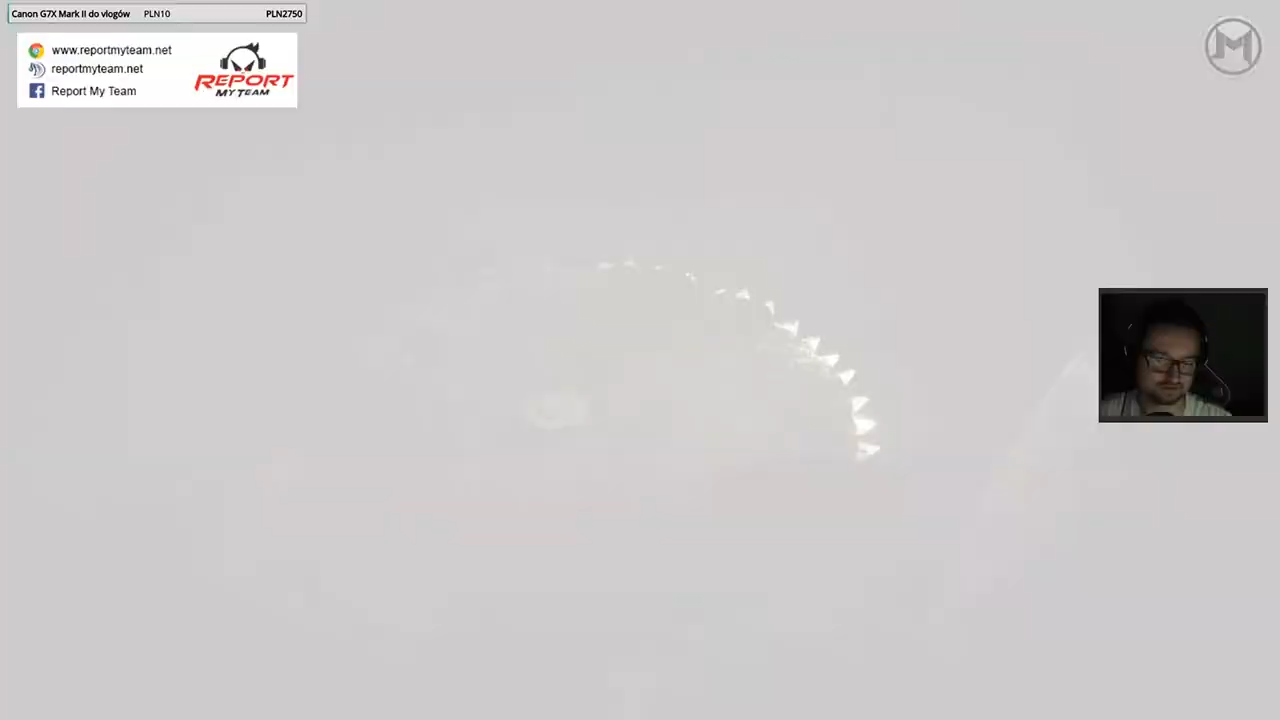 Canon G7X Mark II do vlogów PLN10 PLN2750
www.reportmyteam.net
reportmyteam.net
Report My Team
REPORT
MY TEAM
M